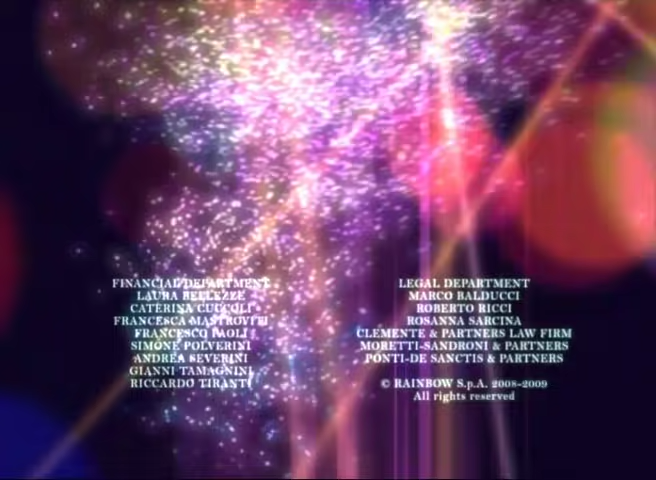 FINANCIAL DEPARTMENT
LAURA BELLEZZE
CATERINA CUCCOLI
FRANCESCA MASTROVITI
FRANCESCO PAOLI
SIMONE POLVERINI
ANDREA SEVERINI
GIANNI TAMAGNINI
RICCARDO TIRANTI
LEGAL DEPARTMENT
MARCO BALDUCCI
ROBERTO RICCI
ROSANNA SARCINA
CLEMENTE & PARTNERS LAW FIRM
MORETTI-SANDRONI & PARTNERS
PONTI-DE SANCTIS & PARTNERS
© RAINBOW S.p.A. 2008-2009
All rights reserved